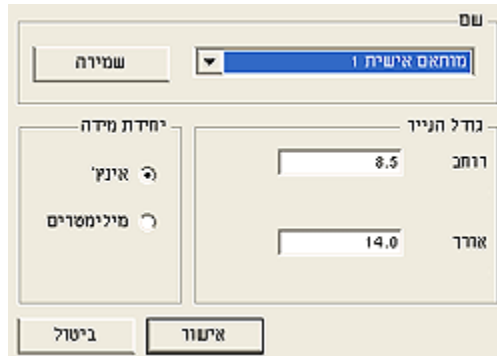 שם
מותאם אישית 1
שמירה
גודל הנייר
רוחב 8.5
אורך 14.0
יחידת מידה
אינץ'
מילימטרים
אישור
ביטול